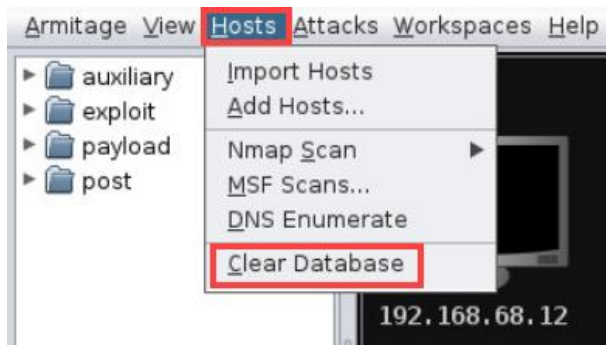 Armitage View Hosts Attacks Workspaces Help
auxiliary
exploit
payload
post
Import Hosts
Add Hosts...
Nmap Scan
MSF Scans...
DNS Enumerate
Clear Database
192.168.68.12